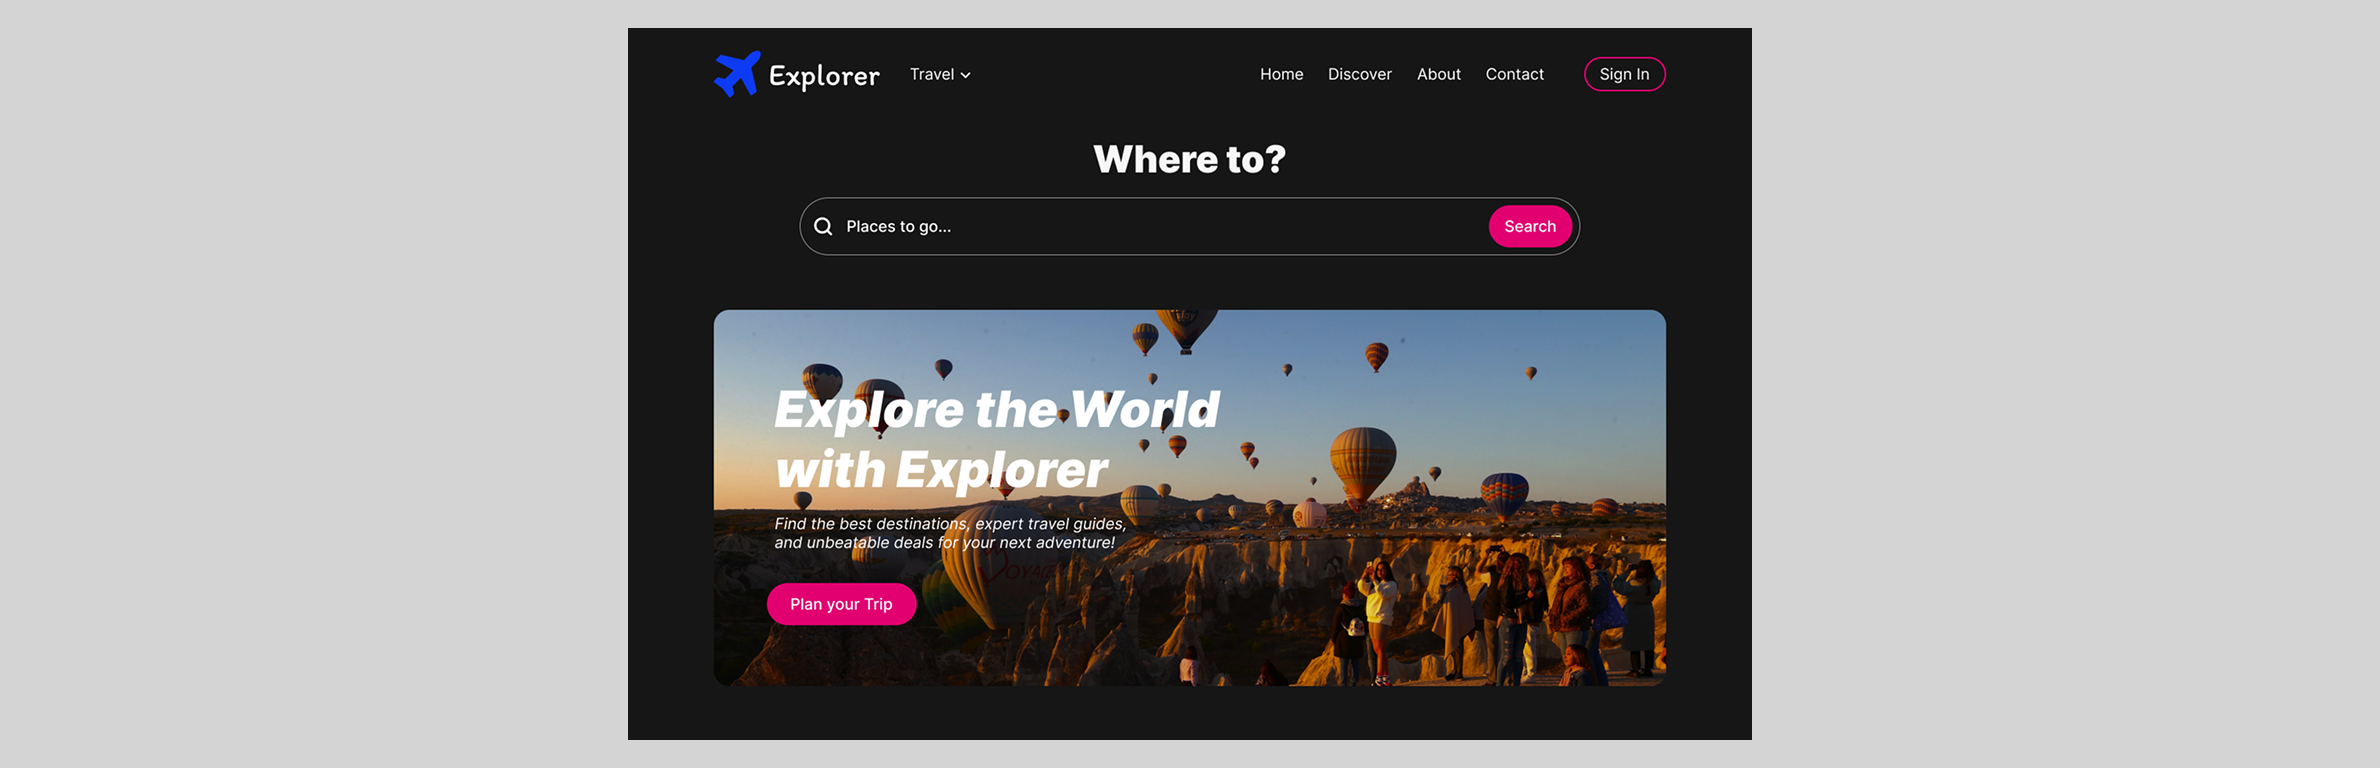 Explorer
Travel
Home
Discover
About
Contact
Sign In
Where to?
Places to go...
Search
Explore the World
with Explorer
Find the best destinations, expert travel guides,
and unbeatable deals for your next adventure!
Plan your Trip